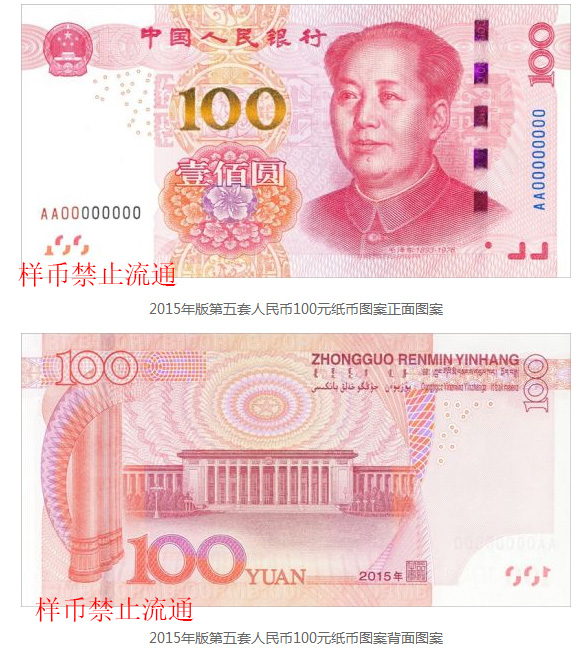 中国人民银行
100
100
壹佰圆
AA00000000
AA00000000
毛泽东 1893-1976
样币禁止流通
2015年版第五套人民币100元纸币图案正面图案
100
ZHONGGUO RENMIN YINHANG
100
100 YUAN
2015年
样币禁止流通
2015年版第五套人民币100元纸币图案背面图案